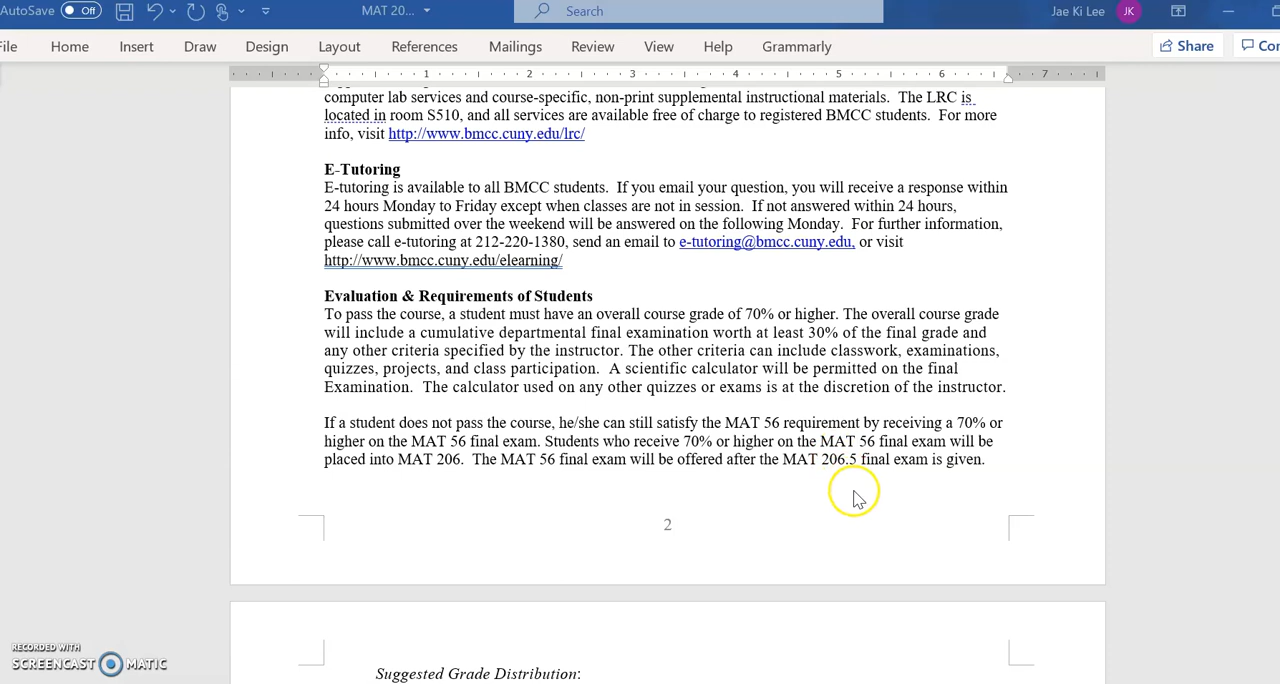 AutoSave Off MAT 20... Search Jae Ki Lee JK
File Home Insert Draw Design Layout References Mailings Review View Help Grammarly Share
1 2 3 4 5 6 7
computer lab services and course-specific, non-print supplemental instructional materials.  The LRC is
located in room S510, and all services are available free of charge to registered BMCC students.  For more
info, visit http://www.bmcc.cuny.edu/lrc/
E-Tutoring
E-tutoring is available to all BMCC students.  If you email your question, you will receive a response within
24 hours Monday to Friday except when classes are not in session.  If not answered within 24 hours,
questions submitted over the weekend will be answered on the following Monday.  For further information,
please call e-tutoring at 212-220-1380, send an email to e-tutoring@bmcc.cuny.edu, or visit
http://www.bmcc.cuny.edu/elearning/
Evaluation & Requirements of Students
To pass the course, a student must have an overall course grade of 70% or higher. The overall course grade
will include a cumulative departmental final examination worth at least 30% of the final grade and
any other criteria specified by the instructor. The other criteria can include classwork, examinations,
quizzes, projects, and class participation.  A scientific calculator will be permitted on the final
Examination.  The calculator used on any other quizzes or exams is at the discretion of the instructor.
If a student does not pass the course, he/she can still satisfy the MAT 56 requirement by receiving a 70% or
higher on the MAT 56 final exam. Students who receive 70% or higher on the MAT 56 final exam will be
placed into MAT 206.  The MAT 56 final exam will be offered after the MAT 206.5 final exam is given.
2
RECORDED WITH
SCREENCAST MATIC
Suggested Grade Distribution: